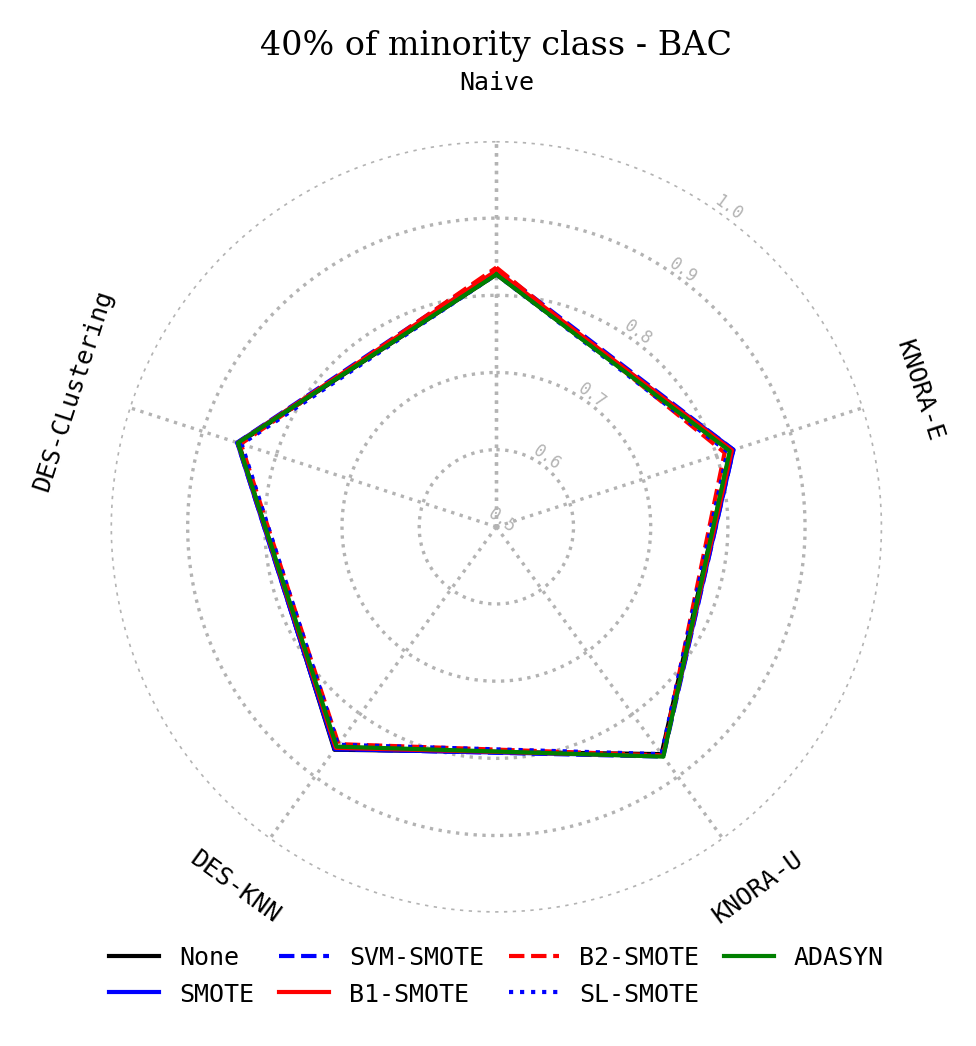 40% of minority class - BAC
Naive
KNORA-E
KNORA-U
DES-KNN
DES-CLustering
1.0
0.9
0.8
0.7
0.6
0.5
None
SMOTE
SVM-SMOTE
B1-SMOTE
B2-SMOTE
SL-SMOTE
ADASYN